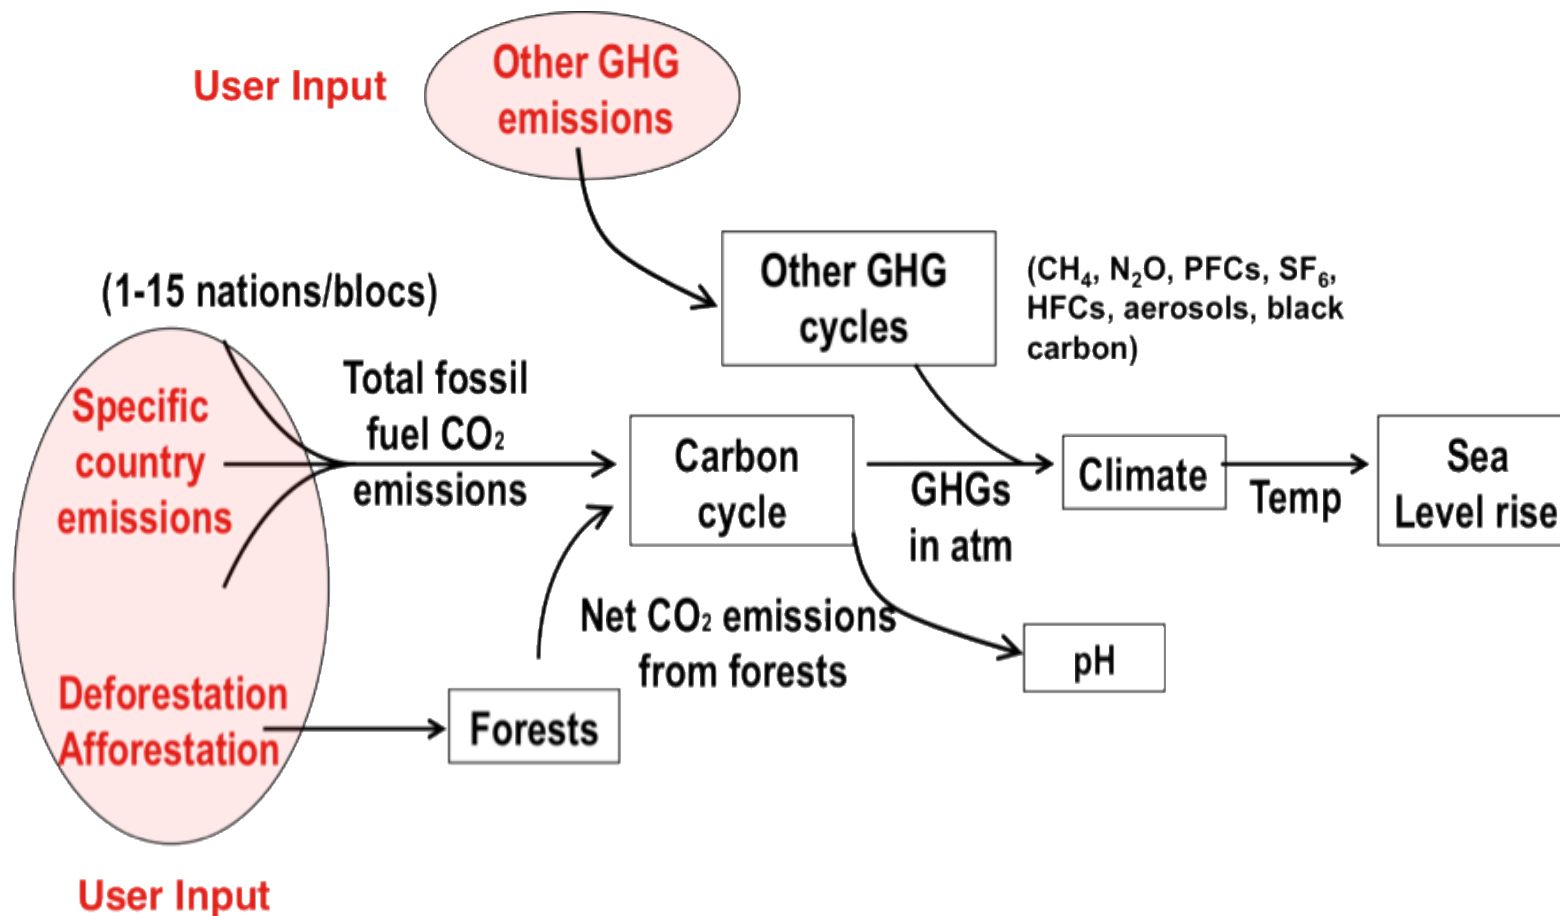 User Input
Other GHG
emissions
(1-15 nations/blocs)
Other GHG
cycles
(CH₄, N₂O, PFCs, SF₆,
HFCs, aerosols, black
carbon)
Specific
country
emissions
Total fossil
fuel CO₂
emissions
Carbon
cycle
GHGs
in atm
Climate
Temp
Sea
Level rise
Net CO₂ emissions
from forests
pH
Deforestation
Afforestation
Forests
User Input